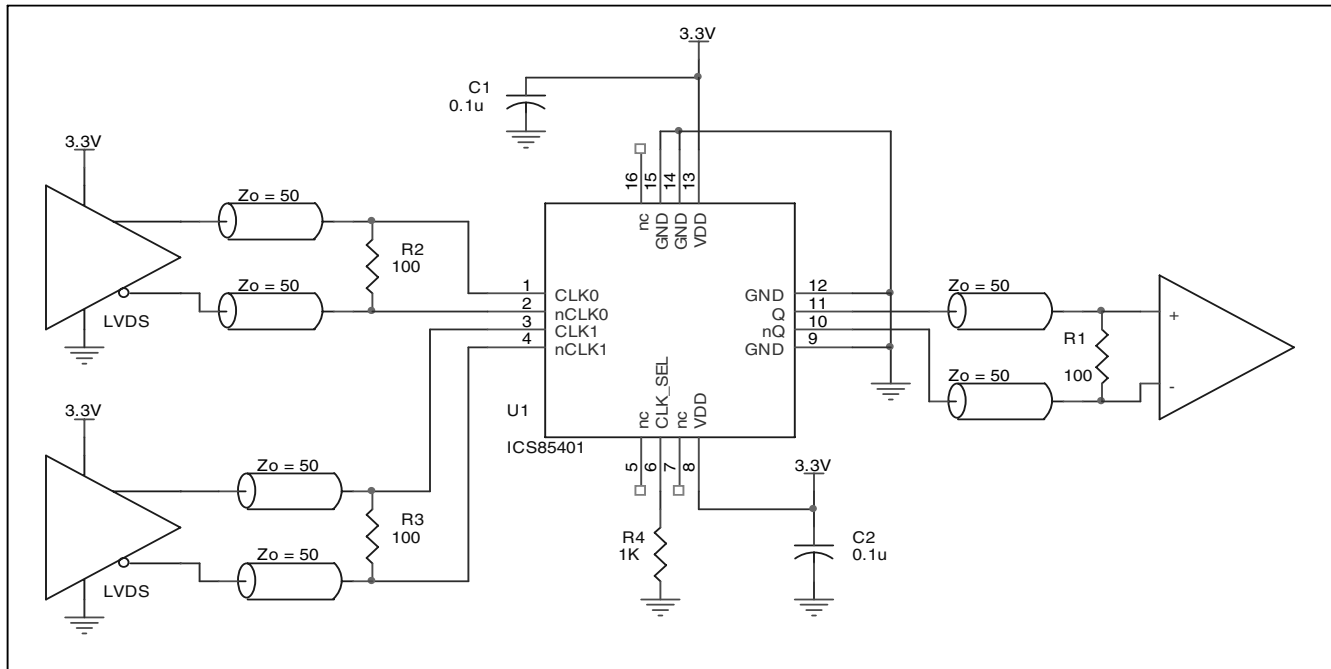 3.3V
C1
0.1u
3.3V
Zo = 50
R2
100
Zo = 50
LVDS
16
15
14
13
nc
GND
GND
VDD
1
2
3
4
CLK0
nCLK0
CLK1
nCLK1
GND
Q
nQ
GND
12
11
10
9
Zo = 50
R1
100
Zo = 50
+
-
U1
ICS85401
nc
CLK_SEL
nc
VDD
5
6
7
8
3.3V
Zo = 50
R3
100
Zo = 50
LVDS
R4
1K
3.3V
C2
0.1u